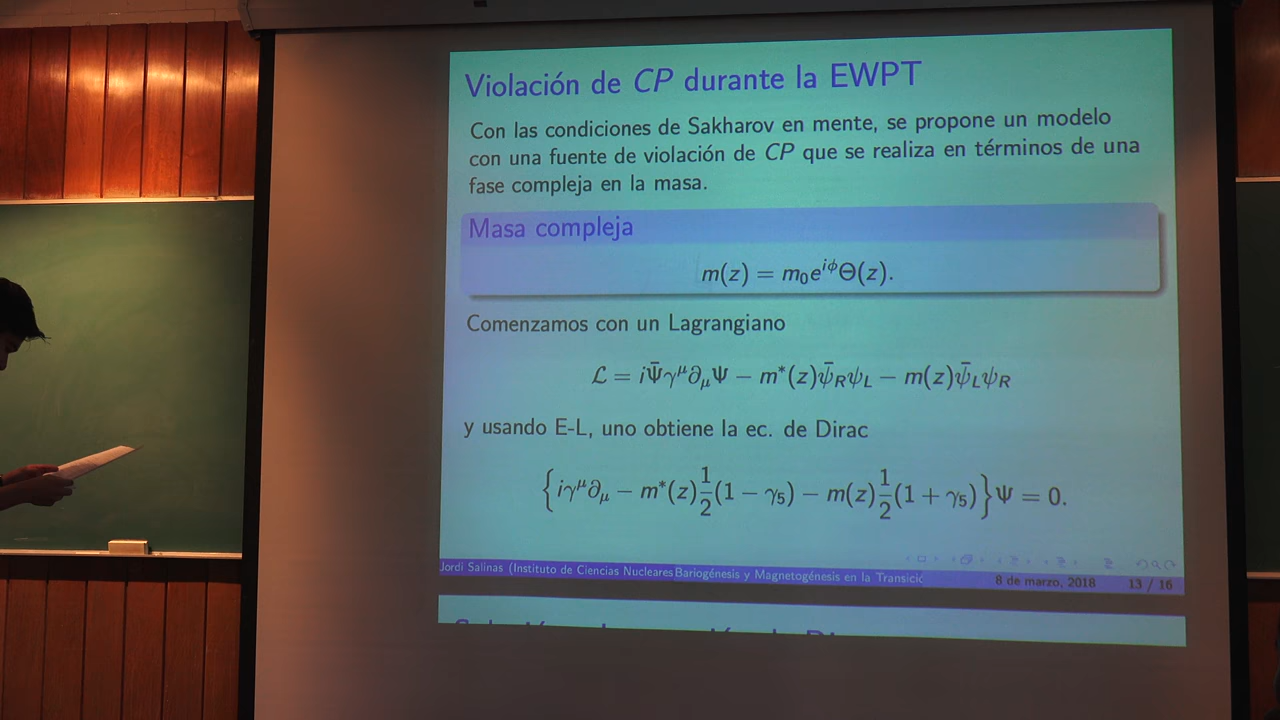 Violación de CP durante la EWPT
Con las condiciones de Sakharov en mente, se propone un modelo
con una fuente de violación de CP que se realiza en términos de una
fase compleja en la masa.
Masa compleja
m(z) = m₀e^{iϕ}Θ(z).
Comenzamos con un Lagrangiano
ℒ = iΨ̄γ^μ∂_μΨ − m*(z)ψ̄_Rψ_L − m(z)ψ̄_Lψ_R
y usando E-L, uno obtiene la ec. de Dirac
{iγ^μ∂_μ − m*(z)½(1 − γ₅) − m(z)½(1 + γ₅)}Ψ = 0.
Jordi Salinas (Instituto de Ciencias Nucleares Bariogénesis y Magnetogénesis en la Transició 8 de marzo, 2018 13 / 16